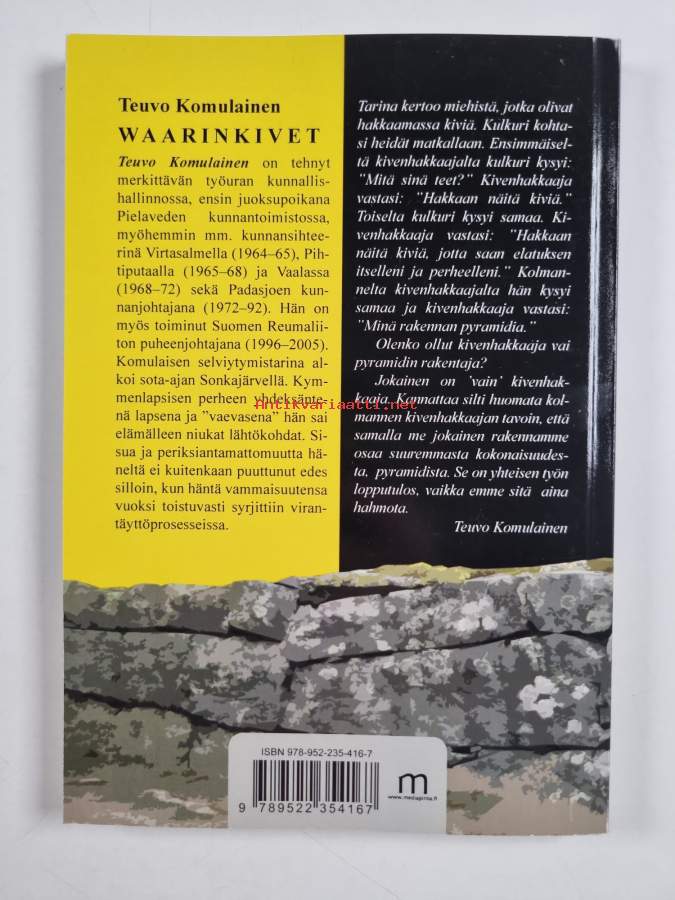 Teuvo Komulainen
WAARINKIVET
Teuvo Komulainen on tehnyt
merkittävän työuran kunnallis-
hallinnossa, ensin juoksupoikana
Pielaveden kunnantoimistossa,
myöhemmin mm. kunnansihtee-
rinä Virtasalmella (1964–65), Pih-
tiputaalla (1965–68) ja Vaalassa
(1968–72) sekä Padasjoen kun-
nanjohtajana (1972–92). Hän on
myös toiminut Suomen Reumalii-
ton puheenjohtajana (1996–2005).
Komulaisen selviytymistarina al-
koi sota-ajan Sonkajärvellä. Kym-
menlapsisen perheen yhdeksänte-
nä lapsena ja ”vaevasena” hän sai
elämälleen niukat lähtökohdat. Si-
sua ja periksiantamattomuutta hä-
neltä ei kuitenkaan puuttunut edes
silloin, kun häntä vammaisuutensa
vuoksi toistuvasti syrjittiin viran-
täyttöprosesseissa.
Tarina kertoo miehistä, jotka olivat
hakkaamassa kiviä. Kulkuri kohta-
si heidät matkallaan. Ensimmäisel-
tä kivenhakkaajalta kulkuri kysyi:
”Mitä sinä teet?” Kivenhakkaaja
vastasi: ”Hakkaan näitä kiviä.”
Toiselta kulkuri kysyi samaa. Ki-
venhakkaaja vastasi: ”Hakkaan
näitä kiviä, jotta saan elatuksen
itselleni ja perheelleni.” Kolman-
nelta kivenhakkaajalta hän kysyi
samaa ja kivenhakkaaja vastasi:
”Minä rakennan pyramidia.”
Olenko ollut kivenhakkaaja vai
pyramidin rakentaja?
Jokainen on ’vain’ kivenhak-
kaaja. Kannattaa silti huomata kol-
mannen kivenhakkaajan tavoin, että
samalla me jokainen rakennamme
osaa suuremmasta kokonaisuudes-
ta, pyramidista. Se on yhteisen työn
lopputulos, vaikka emme sitä aina
hahmota.
Teuvo Komulainen
Antikvariaatti.net
ISBN 978-952-235-416-7
9 789522 354167
m
www.mediapinta.fi